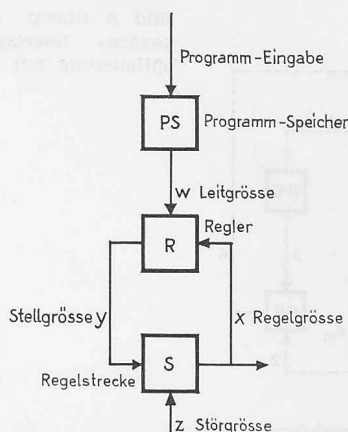 Programm-Eingabe
PS
Programm-Speicher
w Leitgrösse
Regler
R
Stellgrösse y
x Regelgrösse
S
Regelstrecke
z Störgrösse